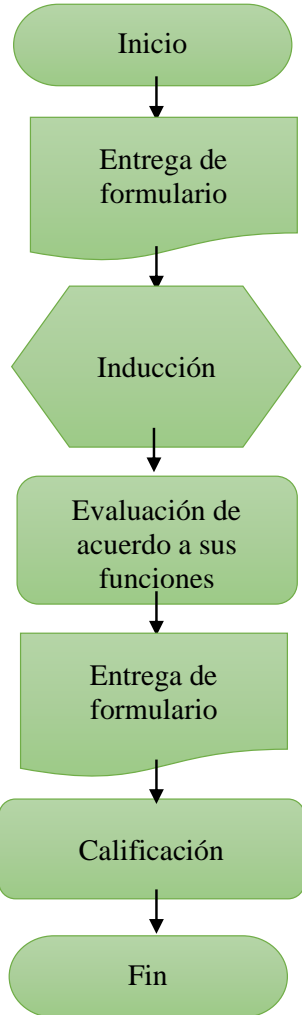 Inicio
Entrega de
formulario
Inducción
Evaluación de
acuerdo a sus
funciones
Entrega de
formulario
Calificación
Fin